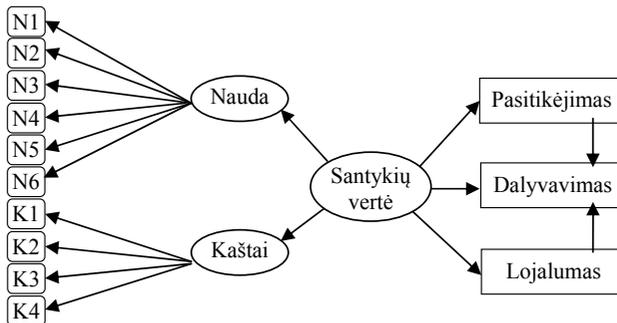 N1
N2
N3
N4
N5
N6
K1
K2
K3
K4
Nauda
Kaštai
Santykių
vertė
Pasitikėjimas
Dalyvavimas
Lojalumas